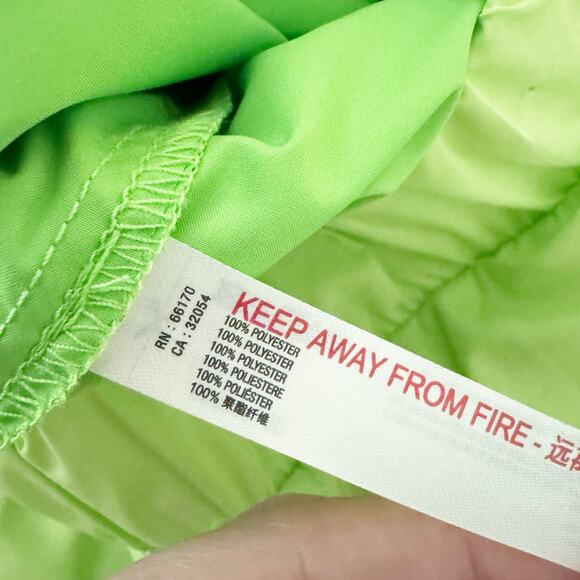 RN : 66170
CA : 32054
KEEP AWAY FROM FIRE - 远
100% POLYESTER
100% POLYESTER
100% POLYESTER
100% POLIESTERE
100% POLIÉSTER
100% 聚酯纤维